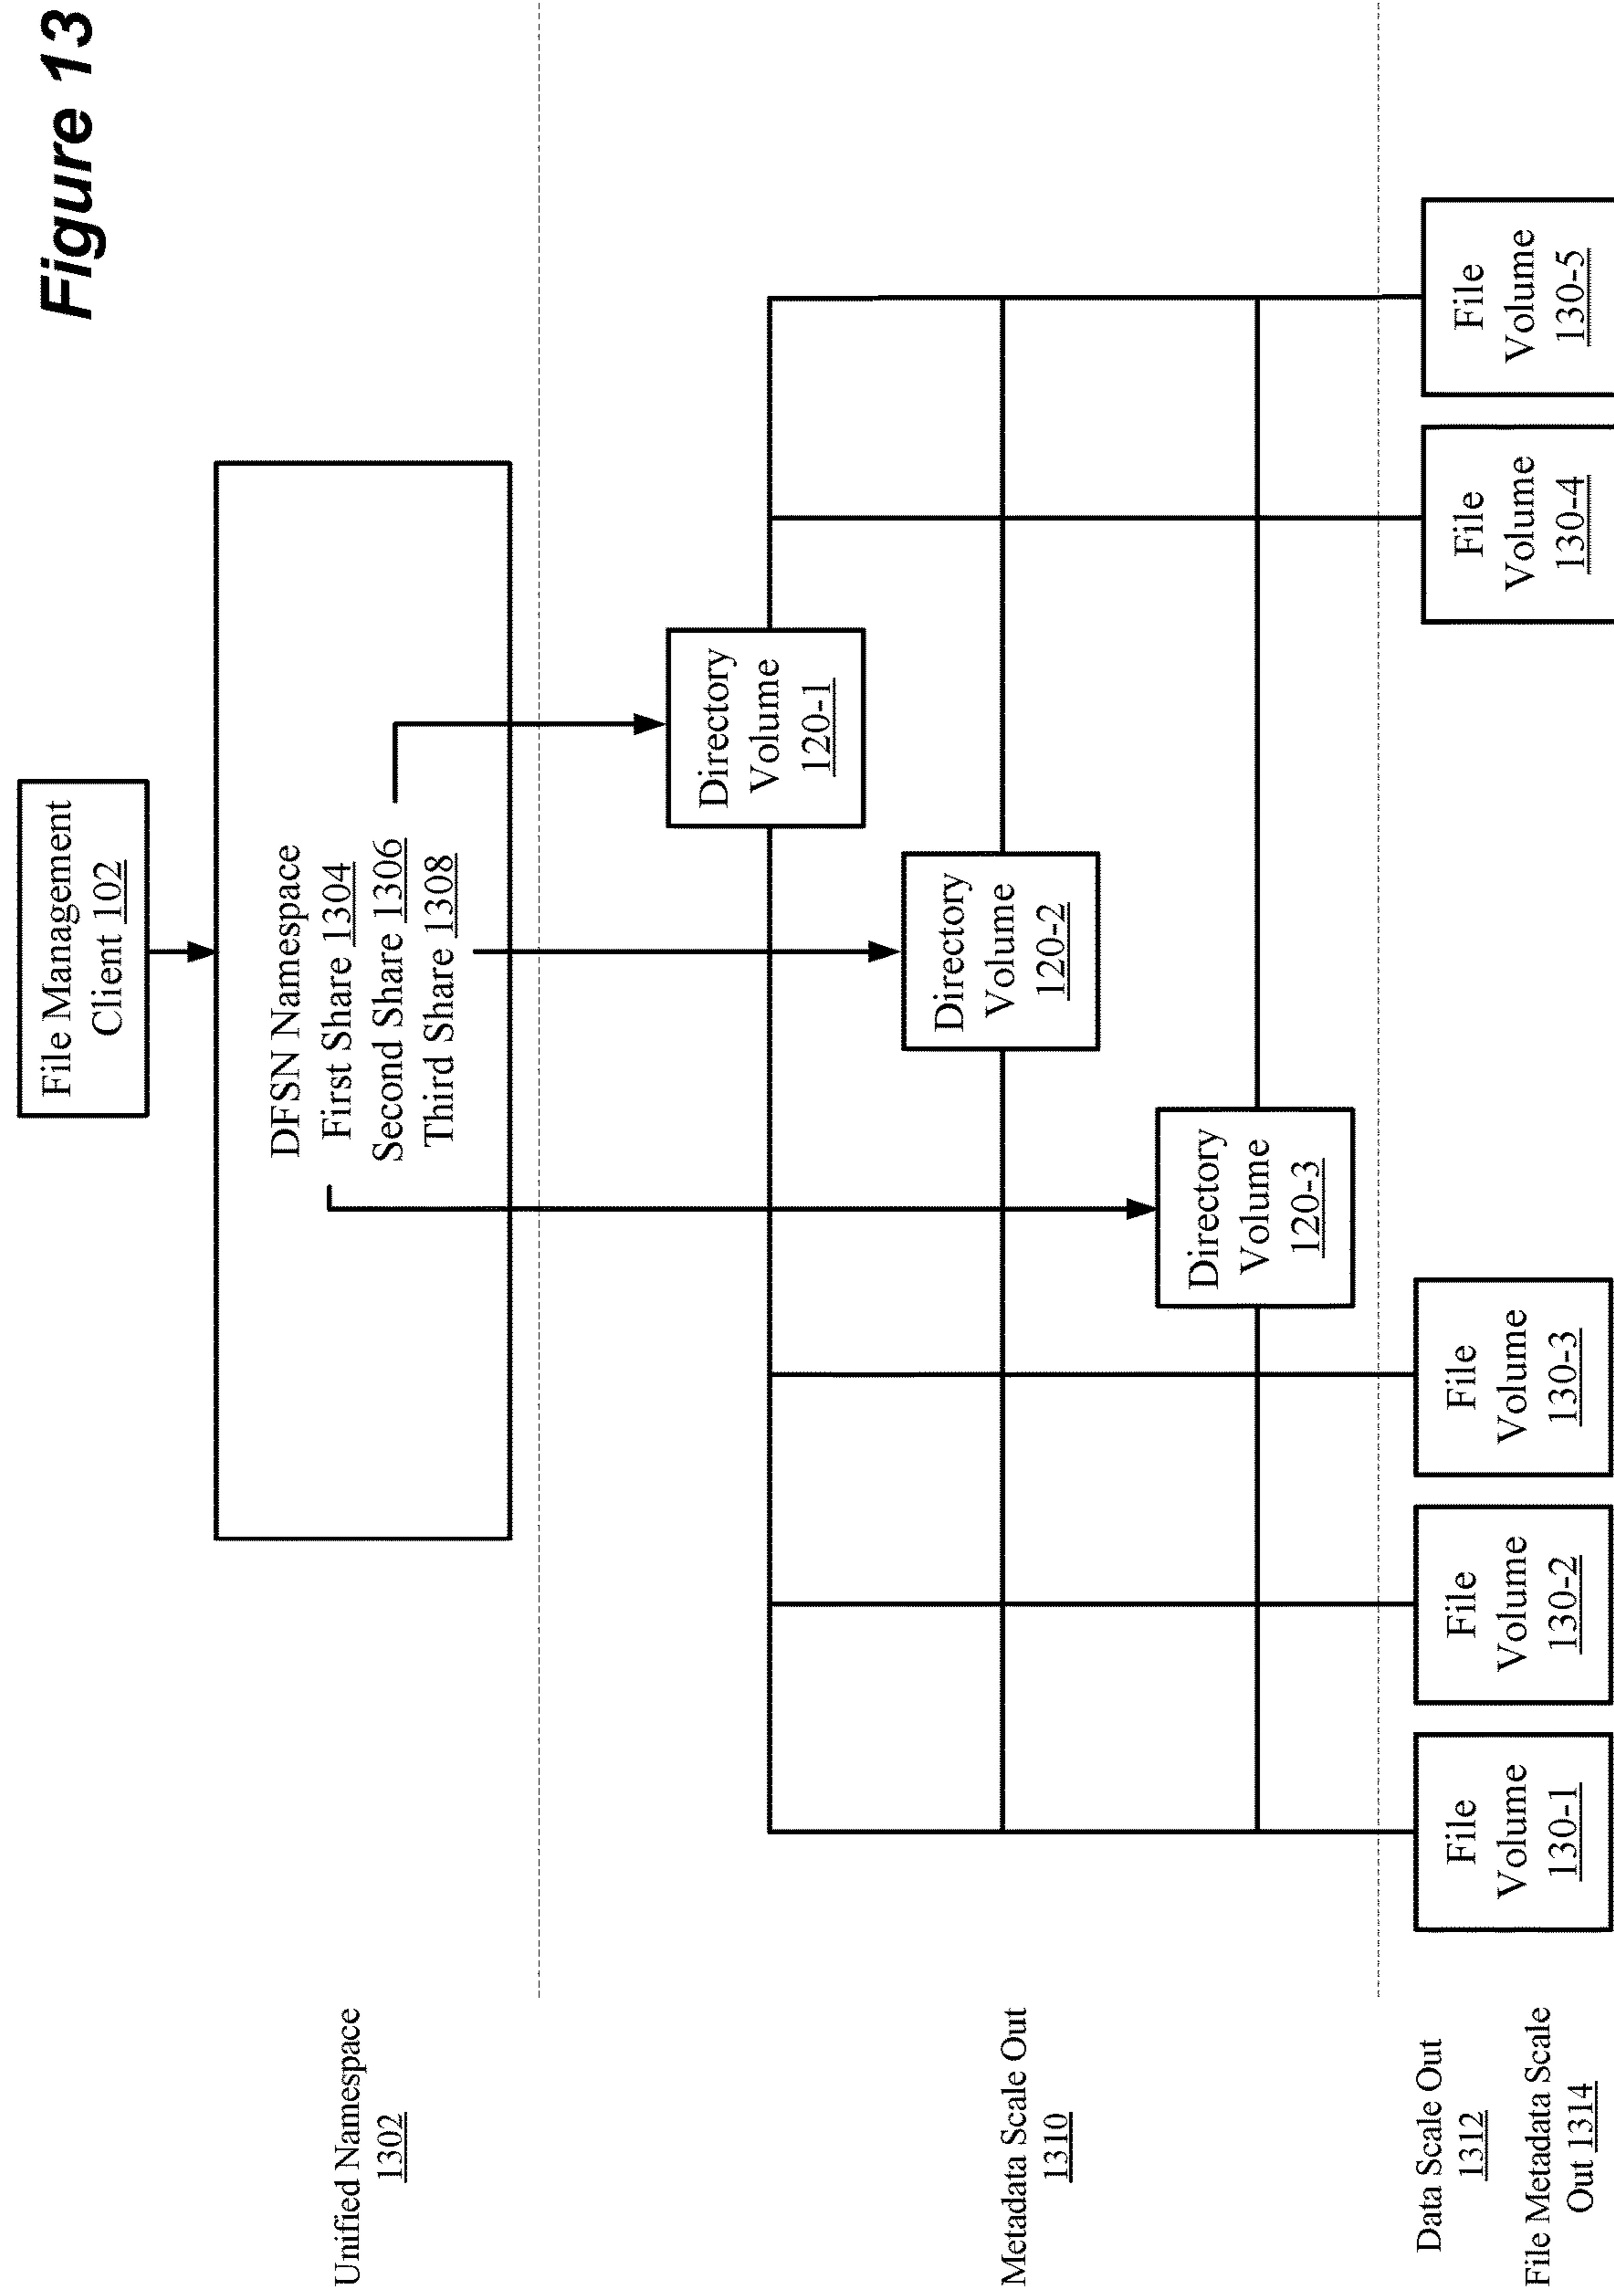 Figure 13
File Management
Client 102
Unified Namespace
1302
DFSN Namespace
First Share 1304
Second Share 1306
Third Share 1308
Metadata Scale Out
1310
Directory
Volume
120-1
Directory
Volume
120-2
Directory
Volume
120-3
Data Scale Out
1312
File Metadata Scale
Out 1314
File
Volume
130-1
File
Volume
130-2
File
Volume
130-3
File
Volume
130-4
File
Volume
130-5